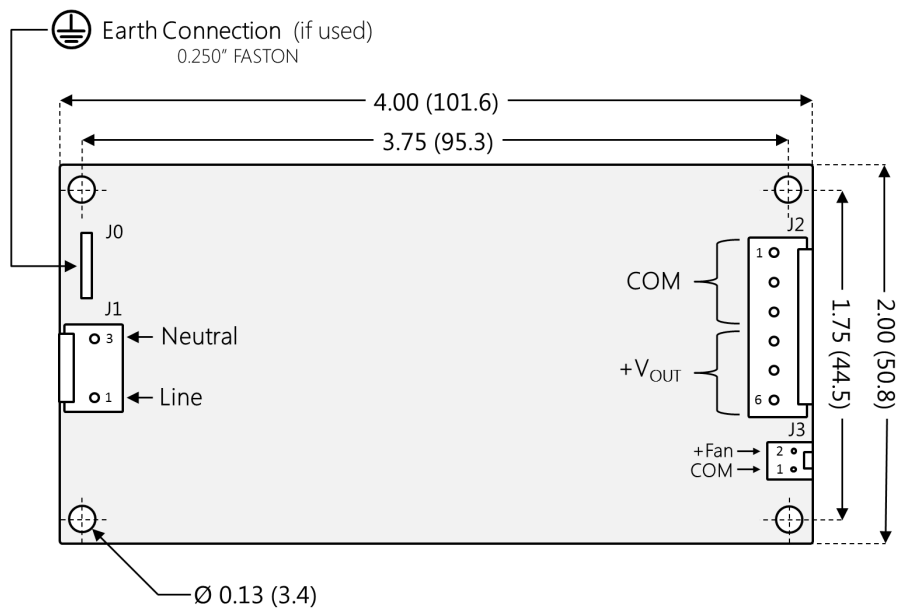 Earth Connection (if used)
0.250” FASTON
4.00 (101.6)
3.75 (95.3)
J0
J1
3
Neutral
1
Line
J2
1
COM
+VOUT
6
J3
+Fan
2
COM
1
1.75 (44.5)
2.00 (50.8)
Ø 0.13 (3.4)